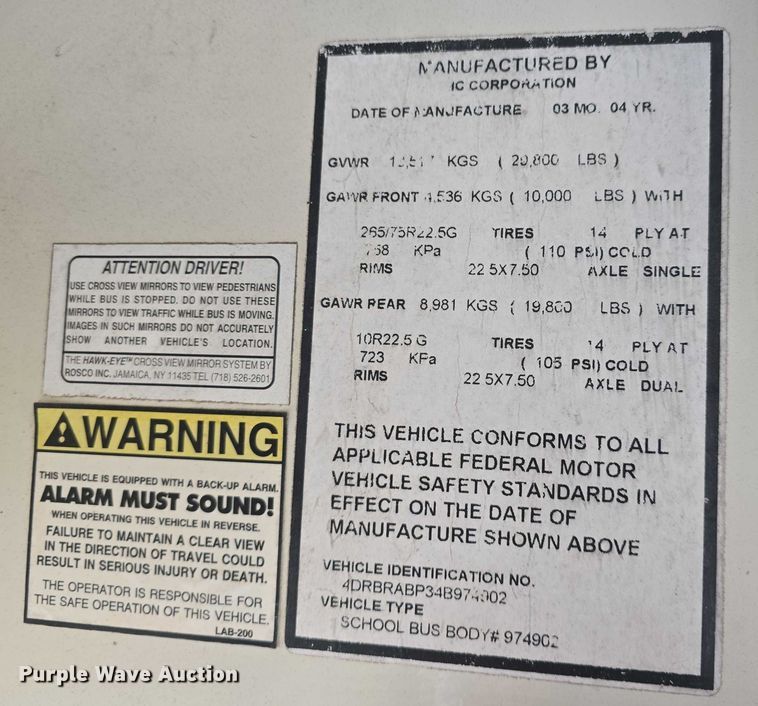 MANUFACTURED BY
IC CORPORATION
DATE OF MANUFACTURE 03 MO. 04 YR.
GVWR KGS ( 29,800 LBS )
GAWR FRONT 4,536 KGS ( 10,000 LBS ) WITH
265/75R22.5G TIRES 14 PLY AT
758 KPa ( 110 PSI) COLD
RIMS 22 5X7.50 AXLE SINGLE
GAWR REAR 8,981 KGS ( 19,800 LBS ) WITH
10R22.5 G TIRES 14 PLY AT
723 KPa ( 105 PSI) COLD
RIMS 22 5X7.50 AXLE DUAL
THIS VEHICLE CONFORMS TO ALL
APPLICABLE FEDERAL MOTOR
VEHICLE SAFETY STANDARDS IN
EFFECT ON THE DATE OF
MANUFACTURE SHOWN ABOVE
VEHICLE IDENTIFICATION NO.
4DRBRABP34B974902
VEHICLE TYPE
SCHOOL BUS BODY# 974902
ATTENTION DRIVER!
USE CROSS VIEW MIRRORS TO VIEW PEDESTRIANS
WHILE BUS IS STOPPED. DO NOT USE THESE
MIRRORS TO VIEW TRAFFIC WHILE BUS IS MOVING.
IMAGES IN SUCH MIRRORS DO NOT ACCURATELY
SHOW ANOTHER VEHICLE'S LOCATION.
THE HAWK-EYE™ CROSS VIEW MIRROR SYSTEM BY
ROSCO INC. JAMAICA, NY 11435 TEL (718) 526-2601
WARNING
THIS VEHICLE IS EQUIPPED WITH A BACK-UP ALARM.
ALARM MUST SOUND!
WHEN OPERATING THIS VEHICLE IN REVERSE.
FAILURE TO MAINTAIN A CLEAR VIEW
IN THE DIRECTION OF TRAVEL COULD
RESULT IN SERIOUS INJURY OR DEATH.
THE OPERATOR IS RESPONSIBLE FOR
THE SAFE OPERATION OF THIS VEHICLE.
LAB-200
Purple Wave Auction